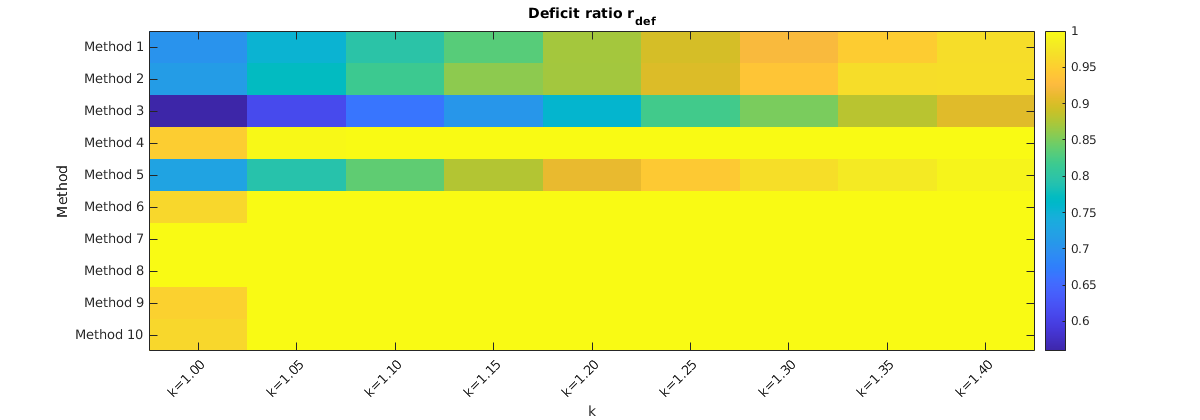 Deficit ratio r_def
Method 1
Method 2
Method 3
Method 4
Method 5
Method 6
Method 7
Method 8
Method 9
Method 10
Method
k=1.00
k=1.05
k=1.10
k=1.15
k=1.20
k=1.25
k=1.30
k=1.35
k=1.40
k
1
0.95
0.9
0.85
0.8
0.75
0.7
0.65
0.6